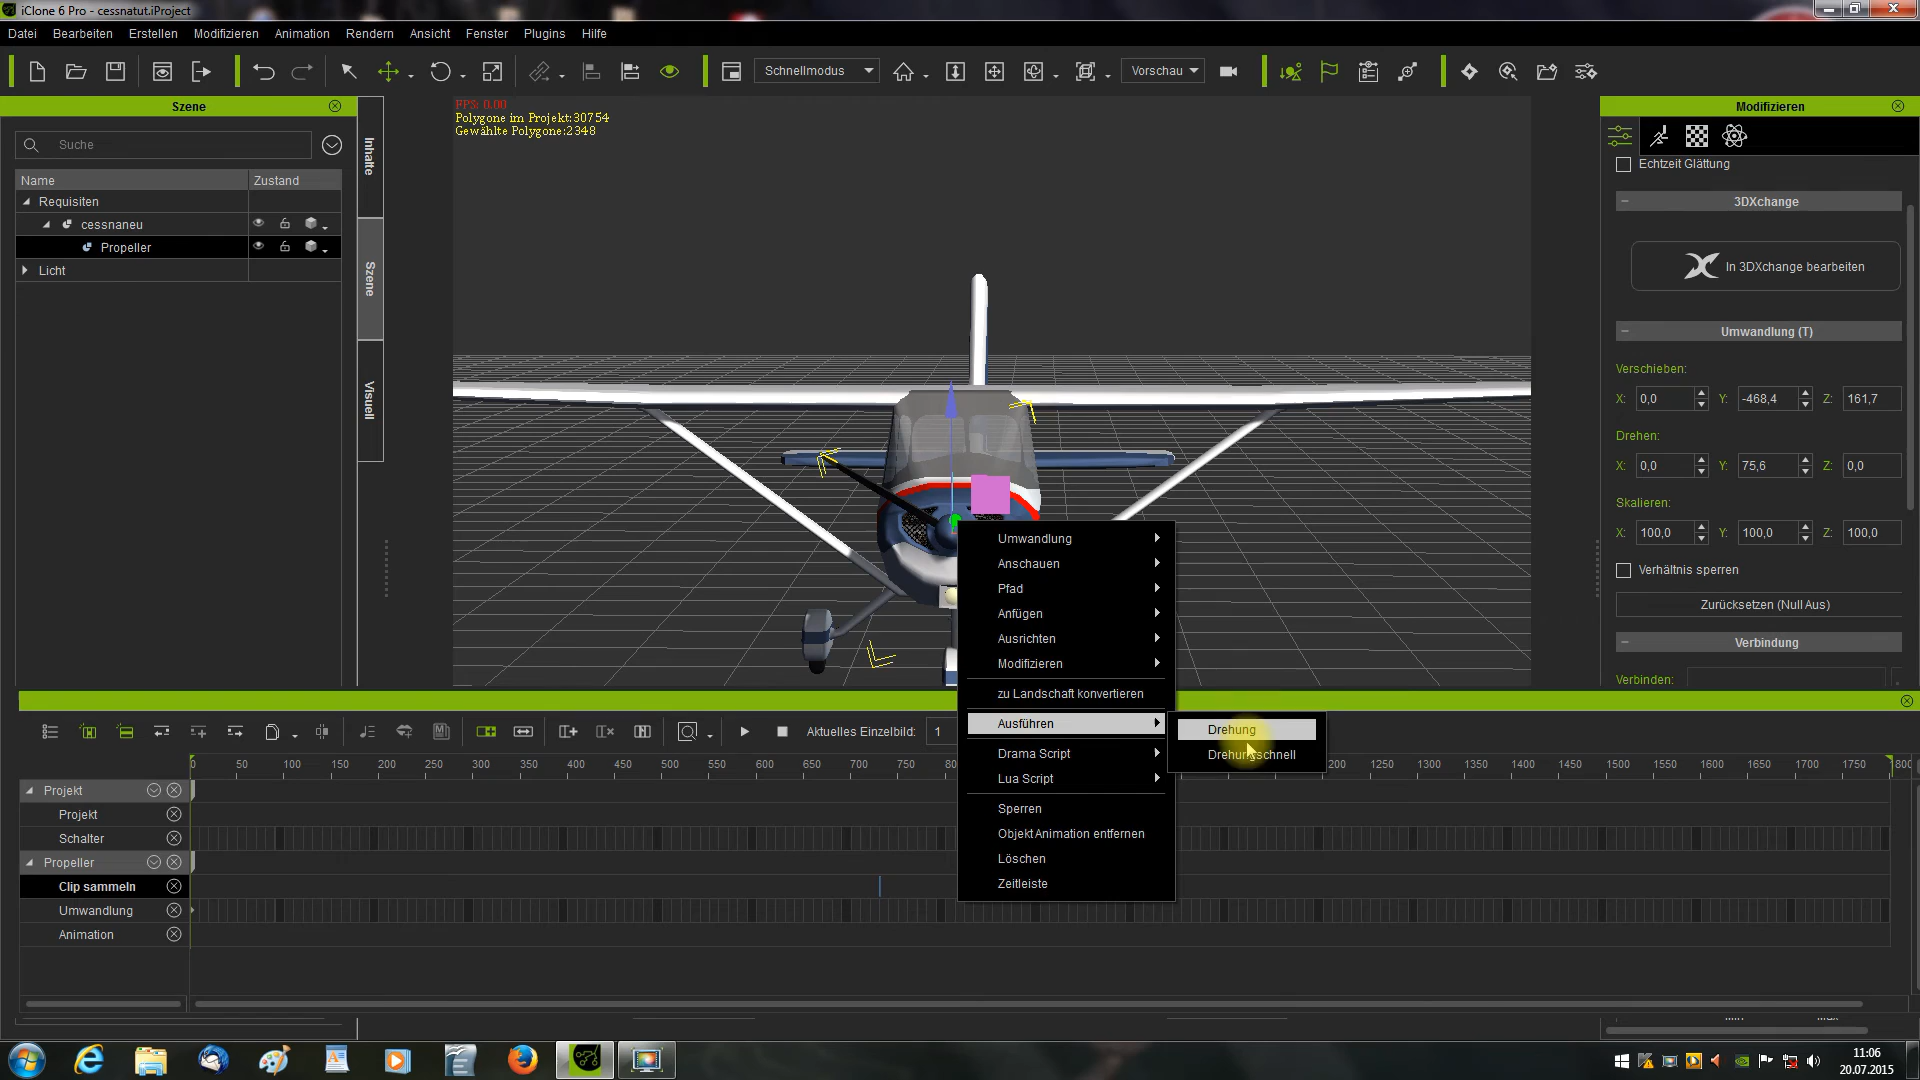 iClone 6 Pro - cessnatut.iProject
Datei Bearbeiten Erstellen Modifizieren Animation Rendern Ansicht Fenster Plugins Hilfe
Schnellmodus Vorschau
Szene
Suche
Name Zustand
Requisiten
cessnaneu
Propeller
Licht
Inhalte
Szene
Visuell
FPS: 0.00
Polygone im Projekt:30754
Gewählte Polygone:2348
Modifizieren
Echtzeit Glättung
3DXchange
In 3DXchange bearbeiten
Umwandlung (T)
Verschieben:
X: 0,0 Y: -468,4 Z: 161,7
Drehen:
X: 0,0 Y: 75,6 Z: 0,0
Skalieren:
X: 100,0 Y: 100,0 Z: 100,0
Verhältnis sperren
Zurücksetzen (Null Aus)
Verbindung
Verbinden:
Umwandlung
Anschauen
Pfad
Anfügen
Ausrichten
Modifizieren
zu Landschaft konvertieren
Ausführen
Drama Script
Lua Script
Sperren
Objekt Animation entfernen
Löschen
Zeitleiste
Drehung
Drehung schnell
Aktuelles Einzelbild: 1
0 50 100 150 200 250 300 350 400 450 500 550 600 650 700 750 80 1200 1250 1300 1350 1400 1450 1500 1550 1600 1650 1700 1750 1800
Projekt
Projekt
Schalter
Propeller
Clip sammeln
Umwandlung
Animation
11:06
20.07.2015